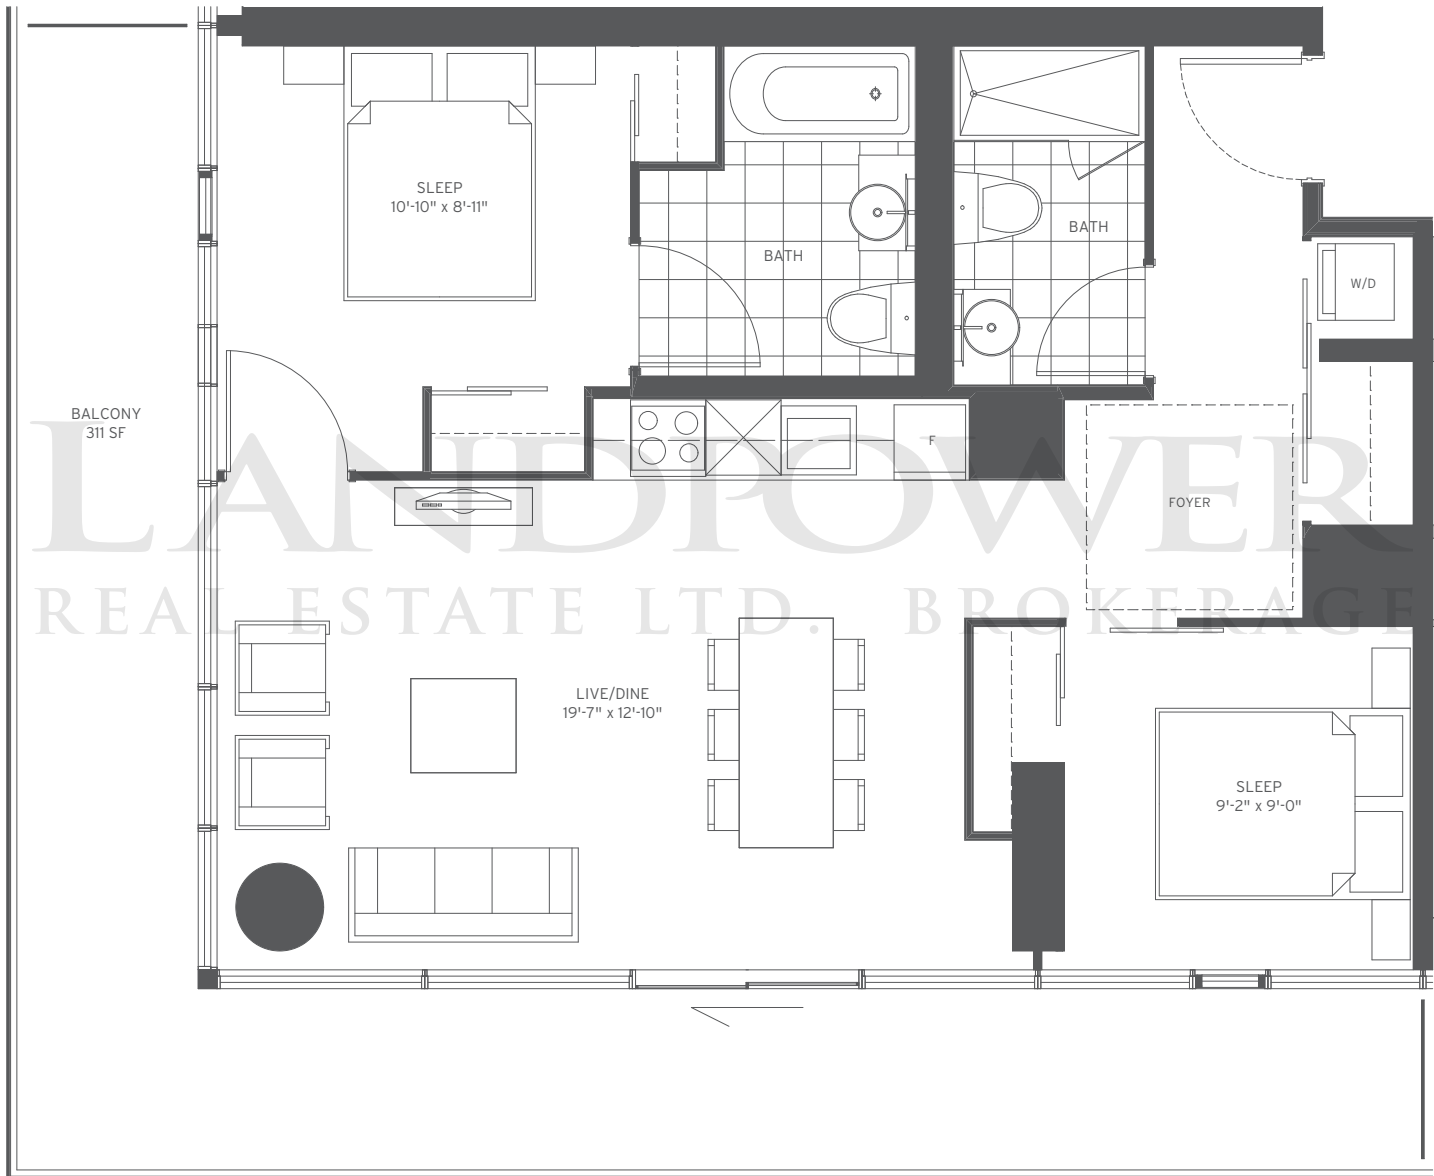 SLEEP
10'-10" x 8'-11"
BATH
BATH
W/D
BALCONY
311 SF
F
FOYER
LANDPOWER
REAL ESTATE LTD. BROKERAGE
LIVE/DINE
19'-7" x 12'-10"
SLEEP
9'-2" x 9'-0"